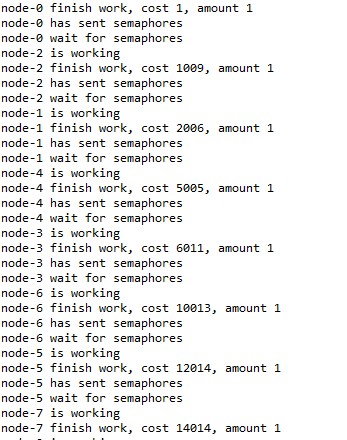 node-0 finish work, cost 1, amount 1
node-0 has sent semaphores
node-0 wait for semaphores
node-2 is working
node-2 finish work, cost 1009, amount 1
node-2 has sent semaphores
node-2 wait for semaphores
node-1 is working
node-1 finish work, cost 2006, amount 1
node-1 has sent semaphores
node-1 wait for semaphores
node-4 is working
node-4 finish work, cost 5005, amount 1
node-4 has sent semaphores
node-4 wait for semaphores
node-3 is working
node-3 finish work, cost 6011, amount 1
node-3 has sent semaphores
node-3 wait for semaphores
node-6 is working
node-6 finish work, cost 10013, amount 1
node-6 has sent semaphores
node-6 wait for semaphores
node-5 is working
node-5 finish work, cost 12014, amount 1
node-5 has sent semaphores
node-5 wait for semaphores
node-7 is working
node-7 finish work, cost 14014, amount 1